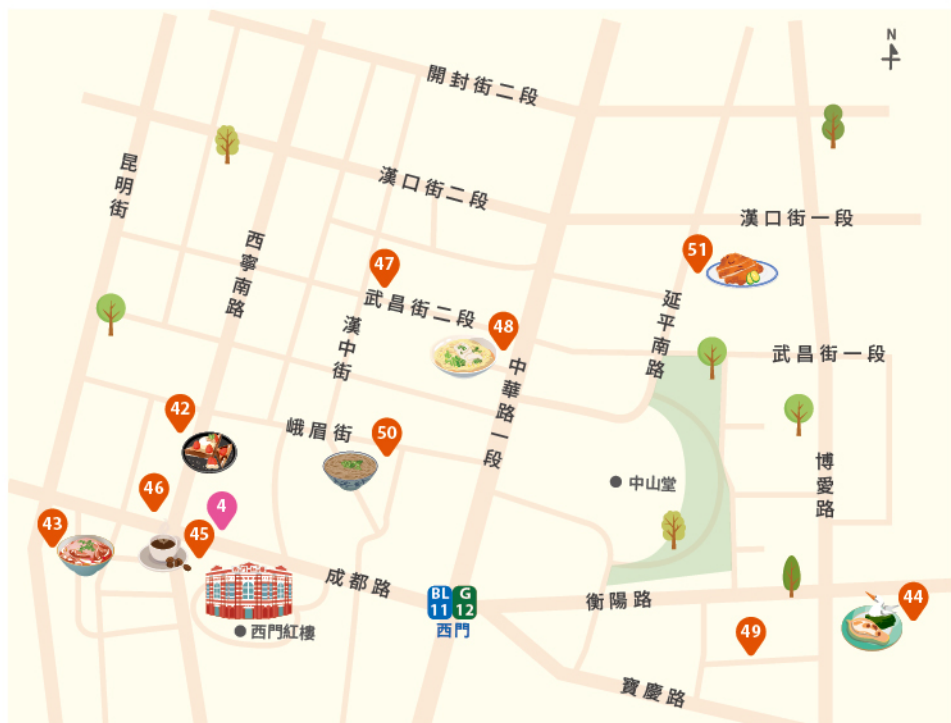 N
開封街二段
昆明街
漢口街二段
漢口街一段
西寧南路
47
51
武昌街二段
延平南路
48
漢中街
中華路一段
武昌街一段
42
峨眉街
50
博愛路
中山堂
46
4
43
45
成都路
BL
11
G
12
西門
衡陽路
44
西門紅樓
49
寶慶路